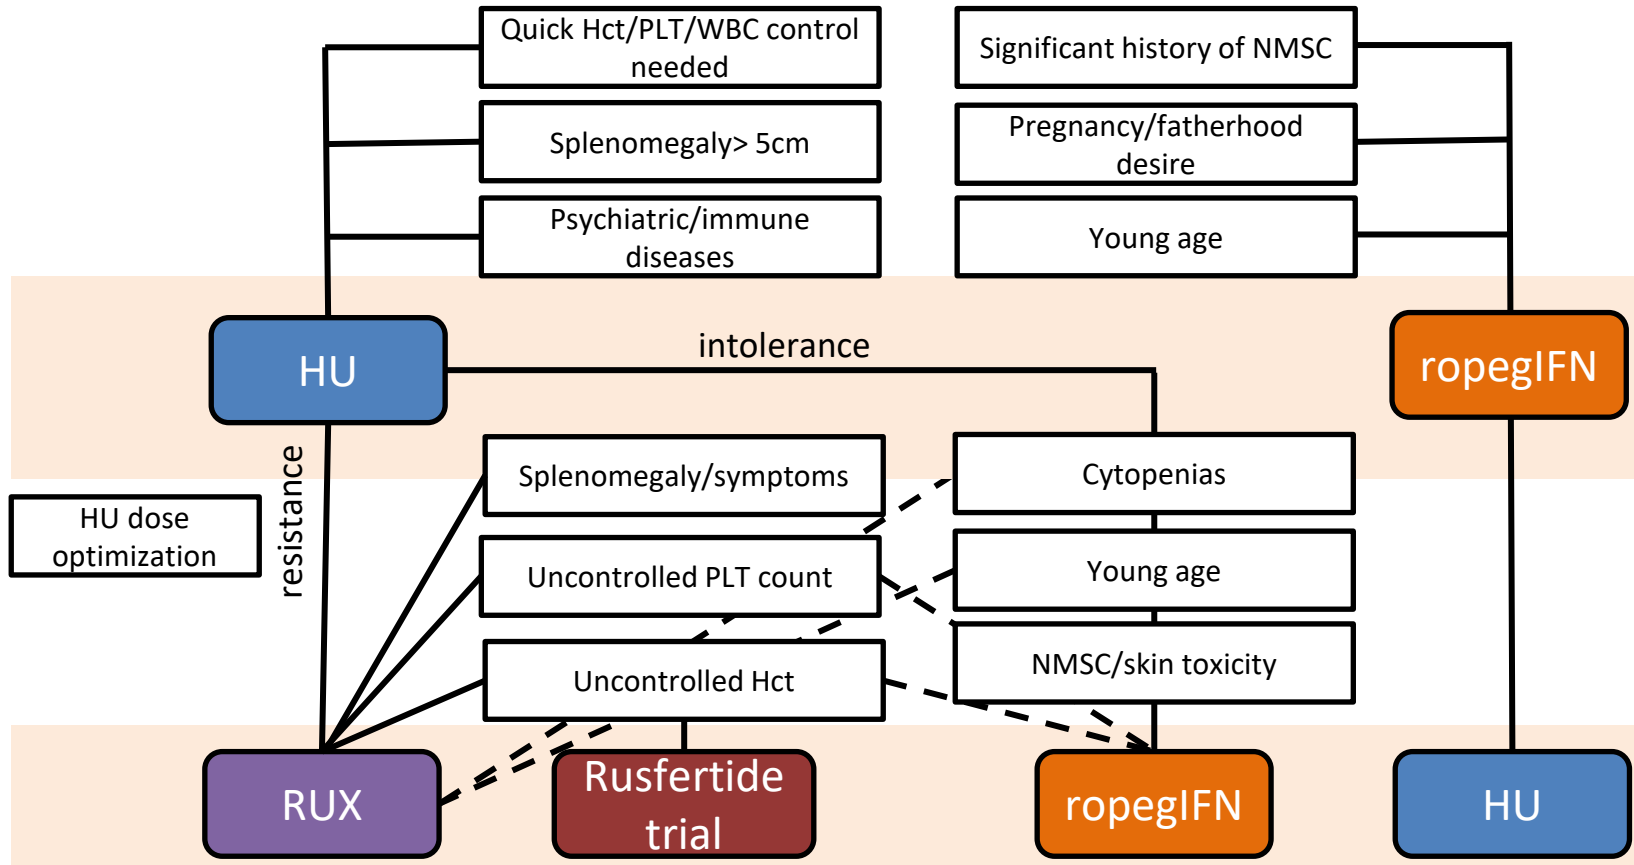 Quick Hct/PLT/WBC control
needed
Significant history of NMSC
Splenomegaly> 5cm
Pregnancy/fatherhood
desire
Psychiatric/immune
diseases
Young age
HU
intolerance
ropegIFN
resistance
Splenomegaly/symptoms
Cytopenias
HU dose
optimization
Uncontrolled PLT count
Young age
Uncontrolled Hct
NMSC/skin toxicity
RUX
Rusfertide
trial
ropegIFN
HU